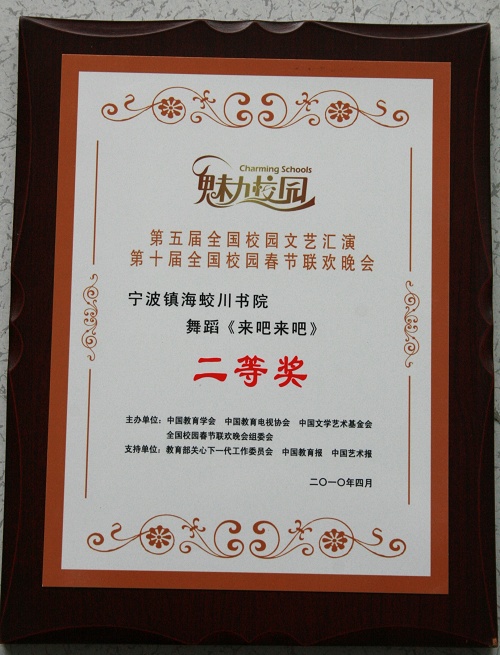 Charming Schools
魅力校园
第五届全国校园文艺汇演
第十届全国校园春节联欢晚会
宁波镇海蛟川书院
舞蹈《来吧来吧》
二等奖
主办单位：中国教育学会 中国教育电视协会 中国文学艺术基金会
全国校园春节联欢晚会组委会
支持单位：教育部关心下一代工作委员会 中国教育报 中国艺术报
二〇一〇年四月